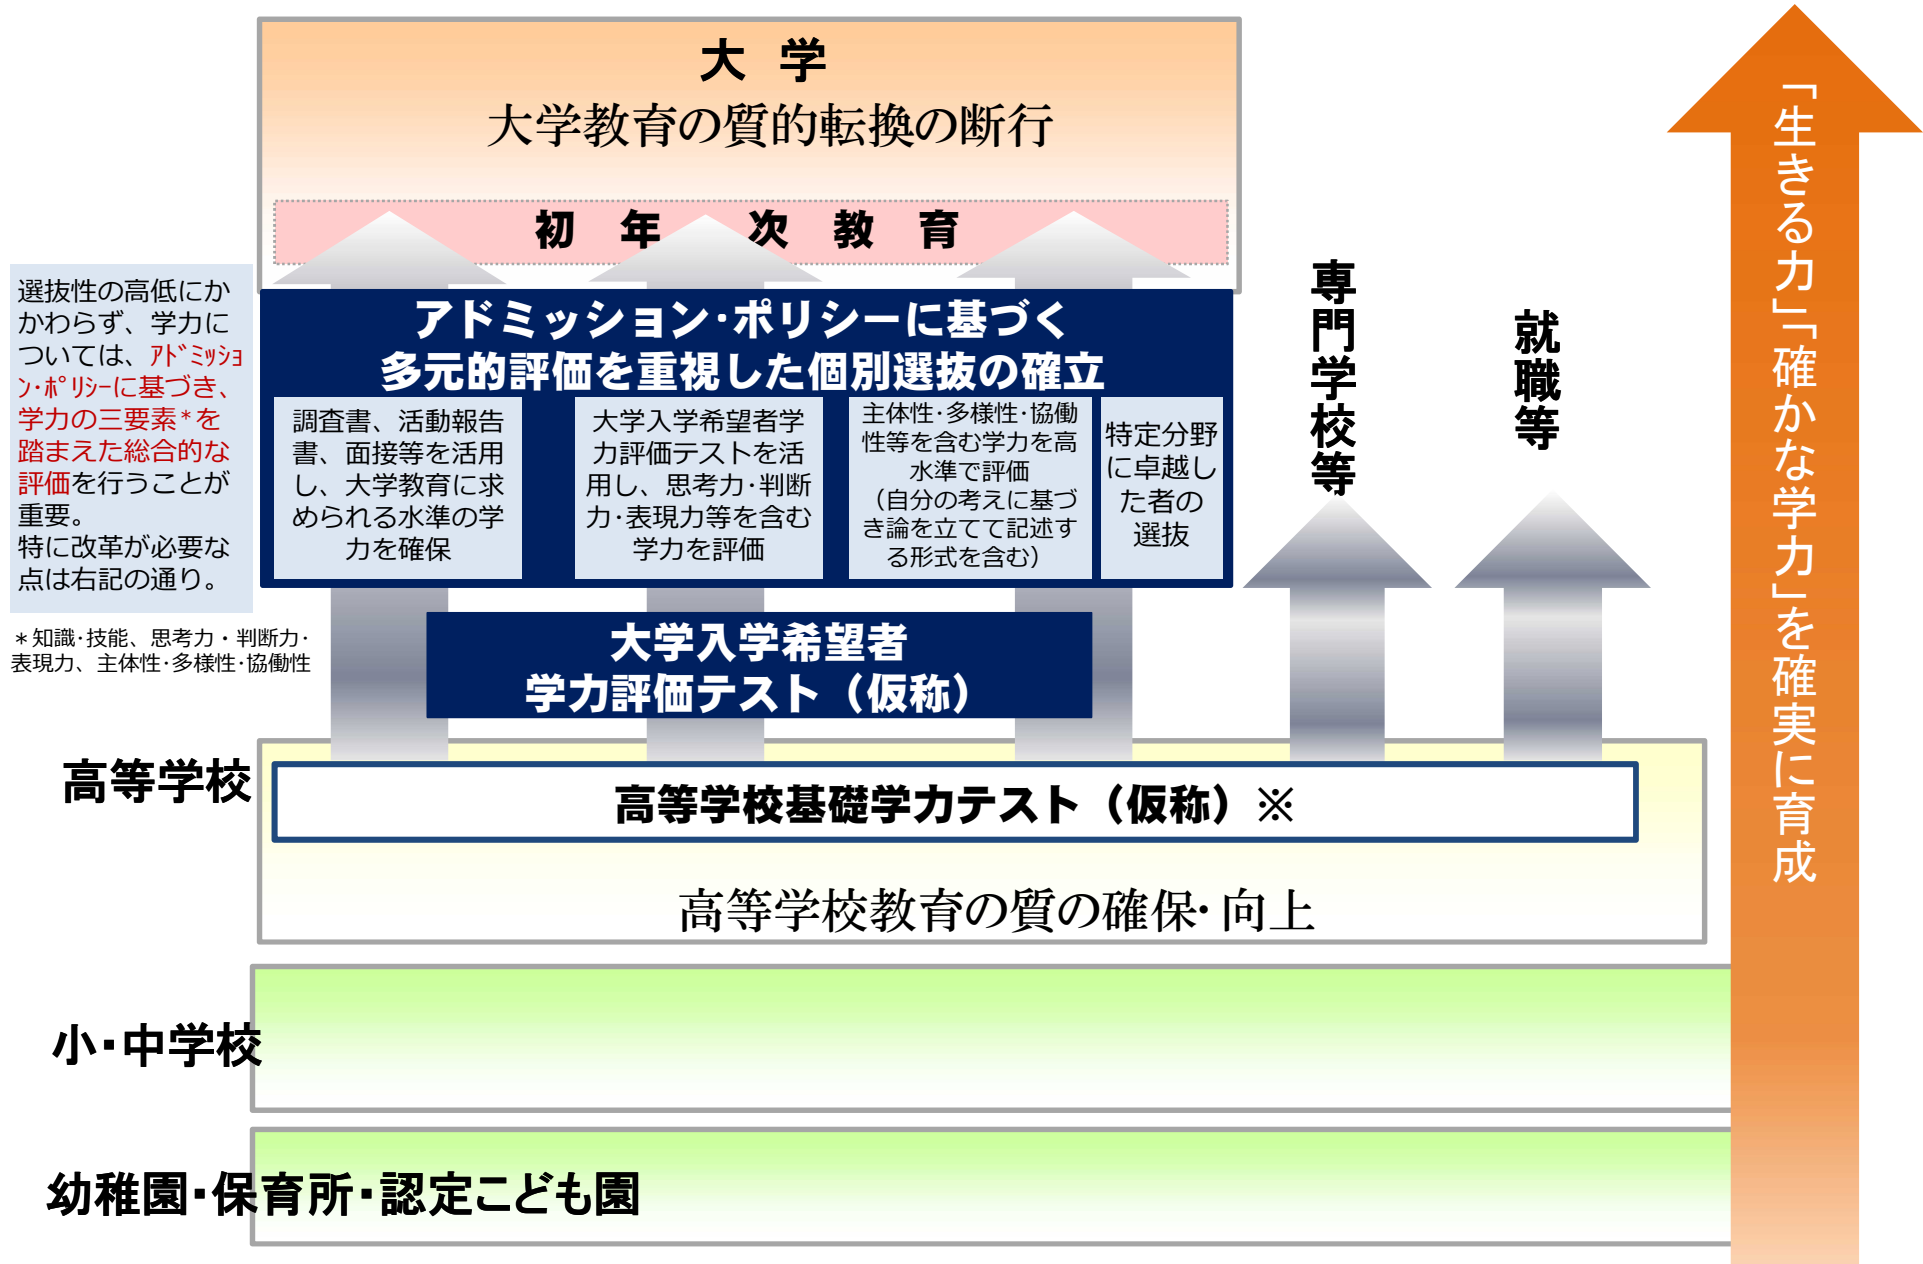 大 学
大学教育の質的転換の断行
初 年 次 教 育
選抜性の高低にか
かわらず、学力に
ついては、ｱﾄﾞﾐｯｼｮ
ﾝ･ﾎﾟﾘｼｰに基づき、
学力の三要素*を
踏まえた総合的な
評価を行うことが
重要。
特に改革が必要な
点は右記の通り。
＊知識･技能、思考力・判断力･
表現力、主体性･多様性･協働性
アドミッション･ポリシーに基づく
多元的評価を重視した個別選抜の確立
調査書、活動報告
書、面接等を活用
し、大学教育に求
められる水準の学
力を確保
大学入学希望者学
力評価テストを活
用し、思考力･判断
力･表現力等を含む
学力を評価
主体性･多様性･協働
性等を含む学力を高
水準で評価
（自分の考えに基づ
き論を立てて記述す
る形式を含む）
特定分野
に卓越し
た者の
選抜
専門学校等
就職等
大学入学希望者
学力評価テスト（仮称）
高等学校
高等学校基礎学力テスト（仮称）※
高等学校教育の質の確保･向上
小・中学校
幼稚園・保育所・認定こども園
「生きる力」「確かな学力」を確実に育成